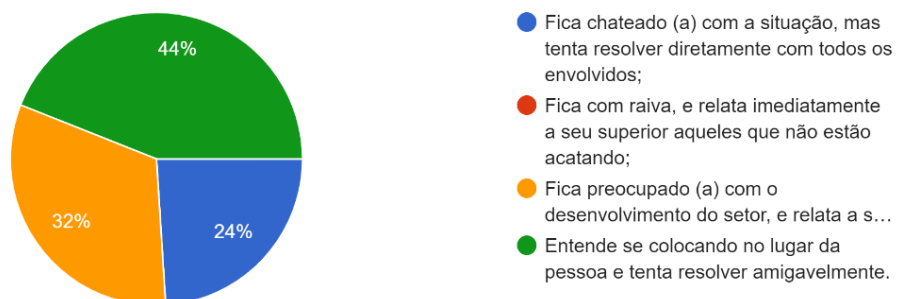 44%
32%
24%
Fica chateado (a) com a situação, mas
tenta resolver diretamente com todos os
envolvidos;
Fica com raiva, e relata imediatamente
a seu superior aqueles que não estão
acatando;
Fica preocupado (a) com o
desenvolvimento do setor, e relata a s…
Entende se colocando no lugar da
pessoa e tenta resolver amigavelmente.